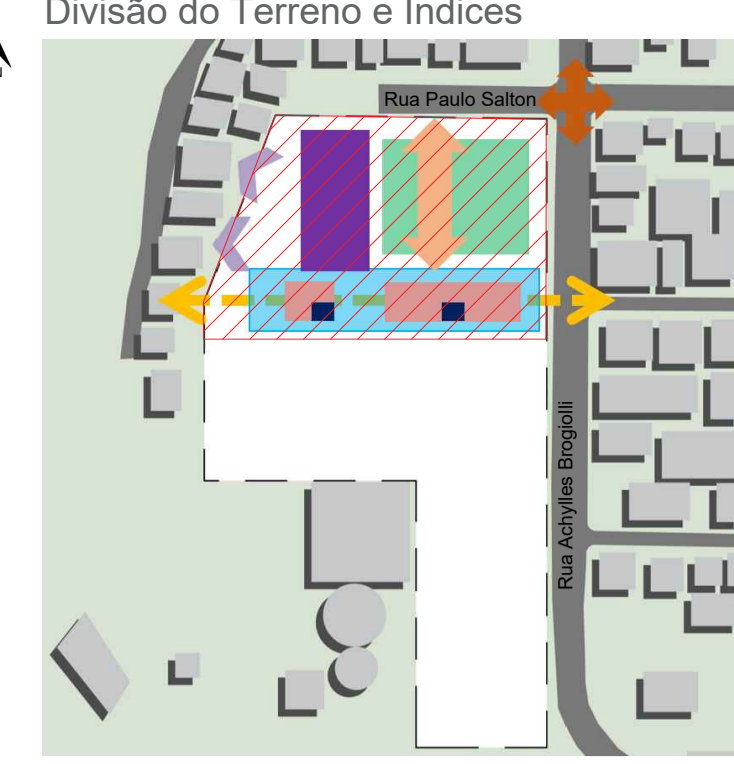 Divisão do Terreno e Índices
Rua Paulo Salton
Rua Achylles Brogiolli